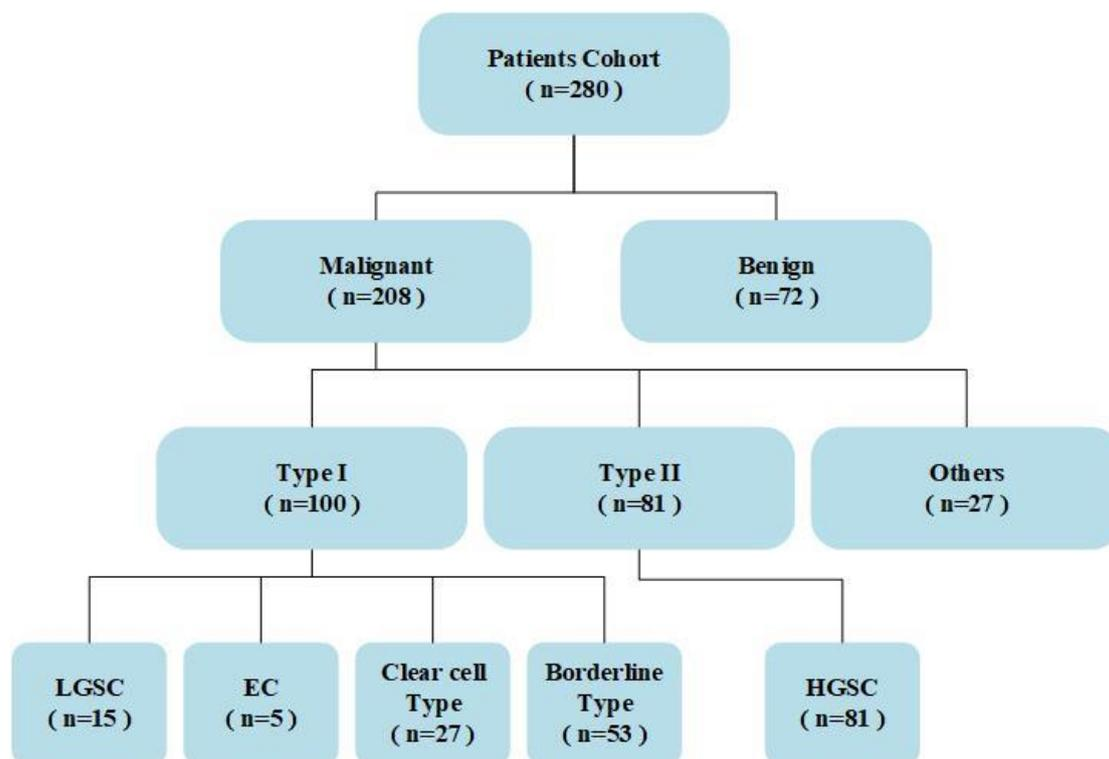 Patients Cohort
( n=280 )
Malignant
( n=208 )
Benign
( n=72 )
Type I
( n=100 )
Type II
( n=81 )
Others
( n=27 )
LGSC
( n=15 )
EC
( n=5 )
Clear cell
Type
( n=27 )
Borderline
Type
( n=53 )
HGSC
( n=81 )